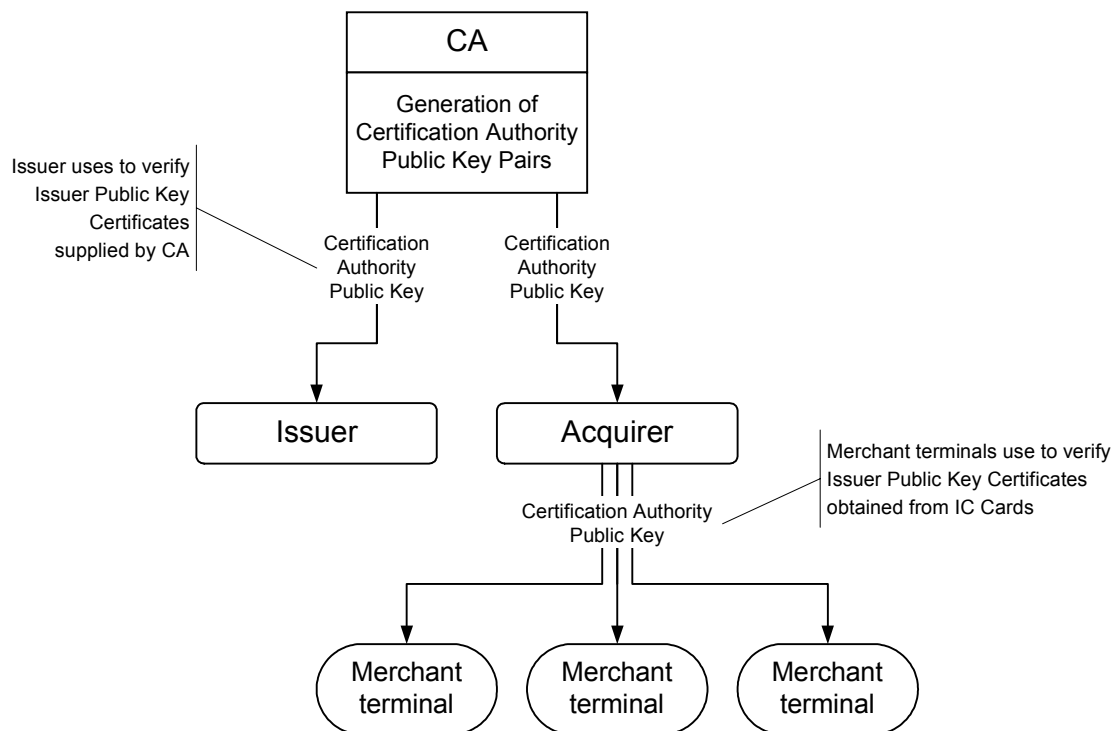 CA
Generation of
Certification Authority
Public Key Pairs
Issuer uses to verify
Issuer Public Key
Certificates
supplied by CA
Certification
Authority
Public Key
Certification
Authority
Public Key
Issuer
Acquirer
Merchant terminals use to verify
Issuer Public Key Certificates
obtained from IC Cards
Certification Authority
Public Key
Merchant
terminal
Merchant
terminal
Merchant
terminal